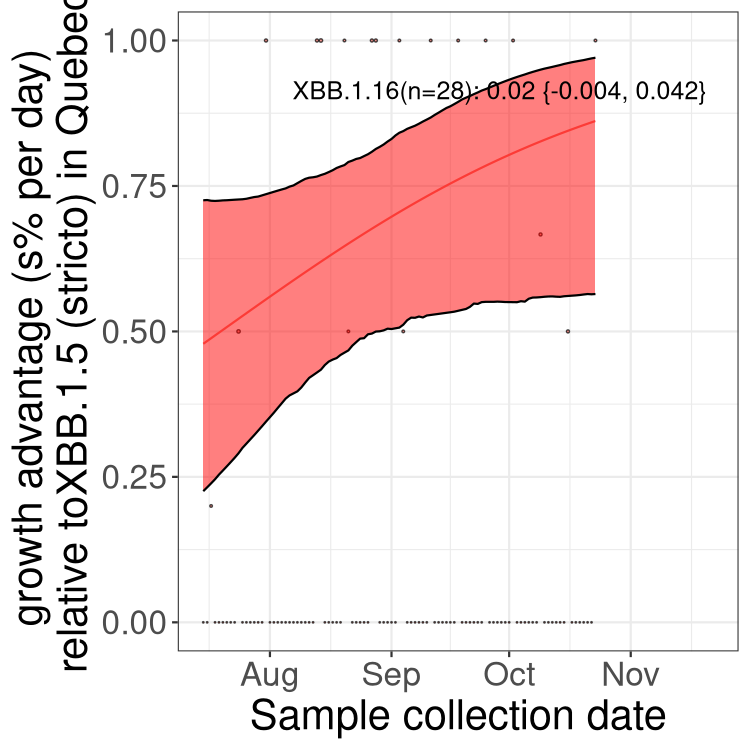 growth advantage (s% per day)
relative toXBB.1.5 (stricto) in Quebec
1.00
0.75
0.50
0.25
0.00
XBB.1.16(n=28): 0.02 {-0.004, 0.042}
Aug Sep Oct Nov
Sample collection date